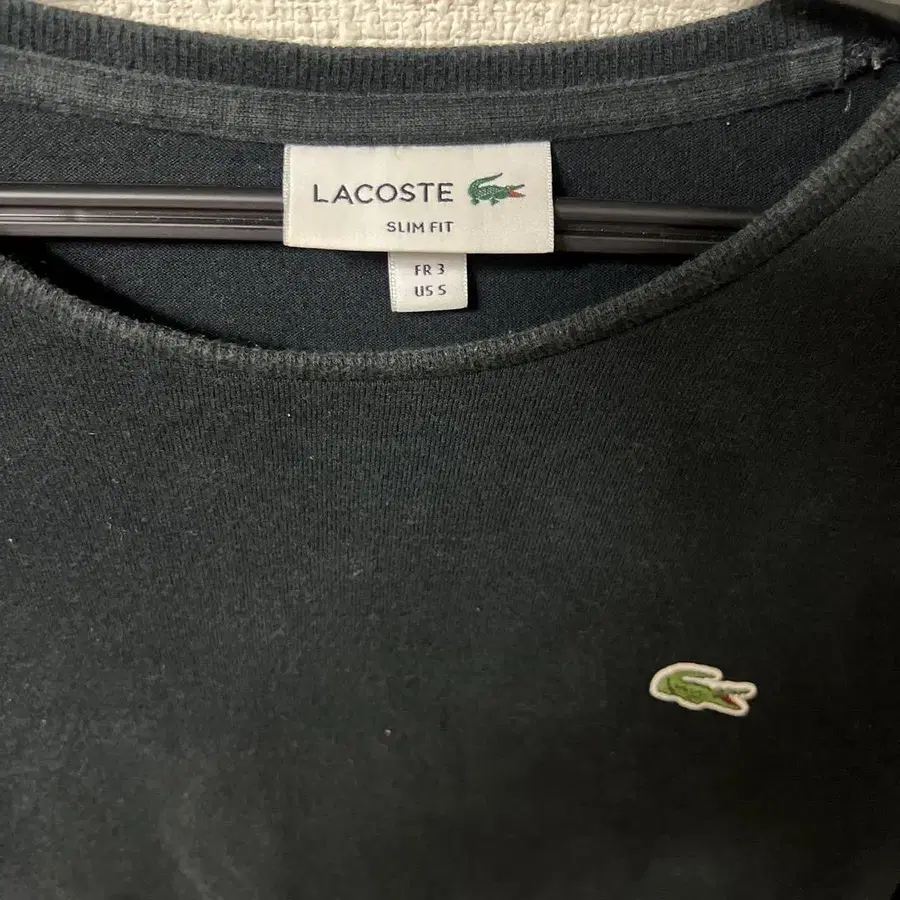 LACOSTE
SLIM FIT
FR 3
US S